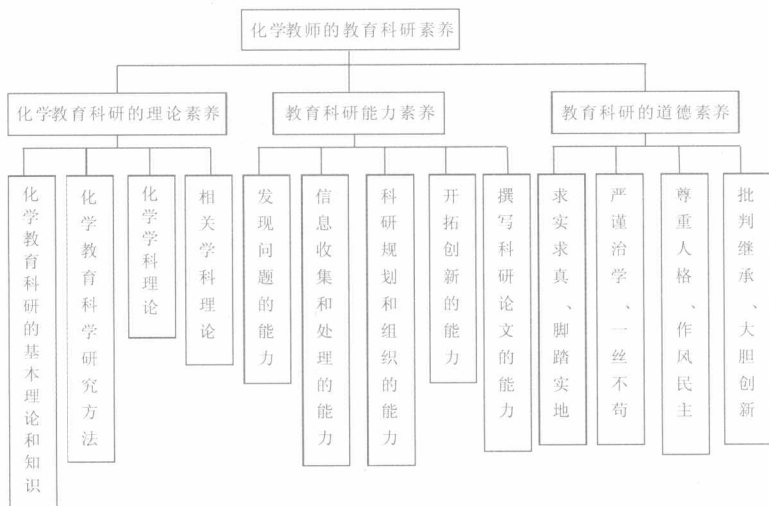 化学教师的教育科研素养
化学教育科研的理论素养
教育科研能力素养
教育科研的道德素养
化学教育科研的基本理论和知识
化学教育科学研究方法
化学学科理论
相关学科理论
发现问题的能力
信息收集和处理的能力
科研规划和组织的能力
开拓创新的能力
撰写科研论文的能力
求实求真、脚踏实地
严谨治学、一丝不苟
尊重人格、作风民主
批判继承、大胆创新